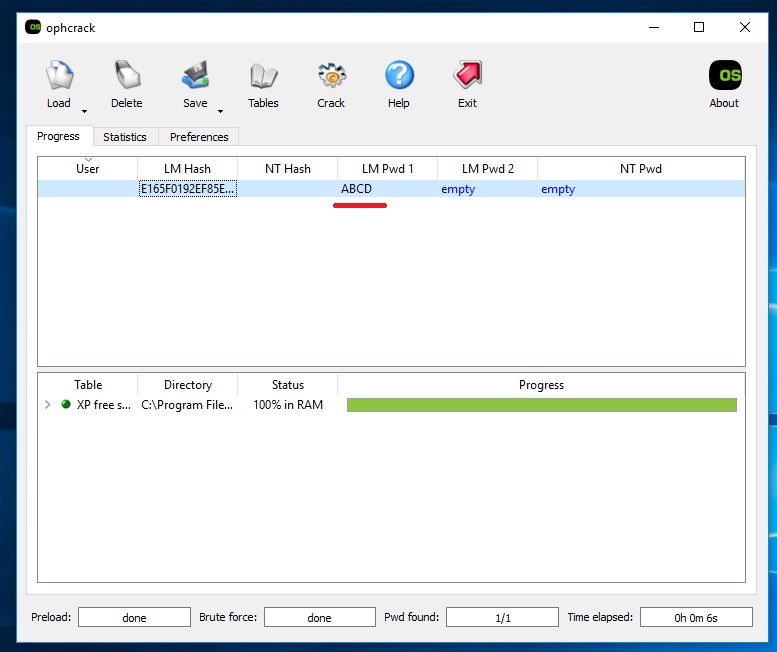 OS ophcrack
Load Delete Save Tables Crack Help Exit OS About
Progress Statistics Preferences
User LM Hash NT Hash LM Pwd 1 LM Pwd 2 NT Pwd
E165F0192EF85E... ABCD empty empty
Table Directory Status Progress
XP free s... C:\Program File... 100% in RAM
Preload: done Brute force: done Pwd found: 1/1 Time elapsed: 0h 0m 6s